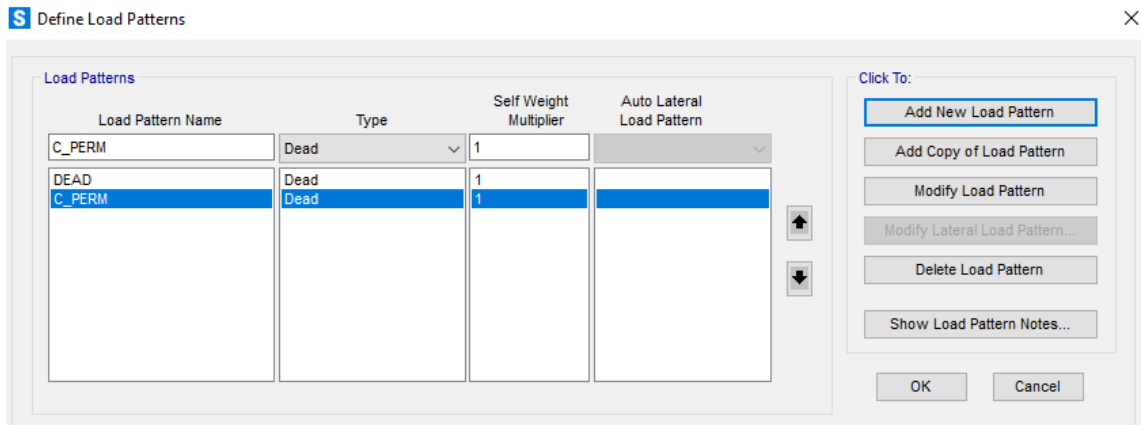 S Define Load Patterns
Load Patterns
Click To:
Load Pattern Name Type Self Weight Multiplier Auto Lateral Load Pattern
C_PERM Dead 1
DEAD Dead 1
C_PERM Dead 1
Add New Load Pattern
Add Copy of Load Pattern
Modify Load Pattern
Modify Lateral Load Pattern...
Delete Load Pattern
Show Load Pattern Notes...
OK Cancel